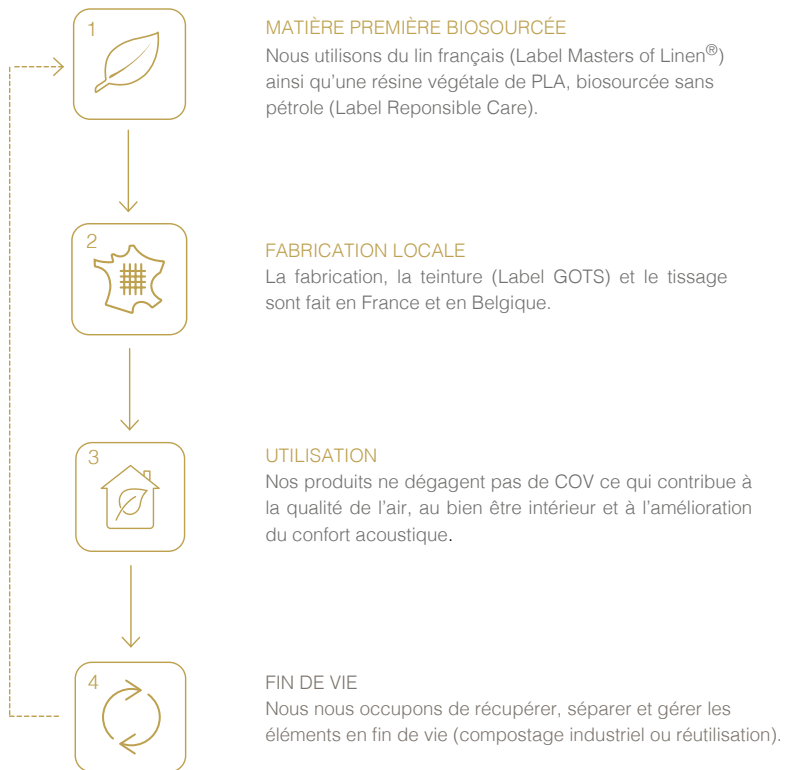 1
MATIÈRE PREMIÈRE BIOSOURCÉE
Nous utilisons du lin français (Label Masters of Linen®)
ainsi qu’une résine végétale de PLA, biosourcée sans
pétrole (Label Reponsible Care).
2
FABRICATION LOCALE
La fabrication, la teinture (Label GOTS) et le tissage
sont fait en France et en Belgique.
3
UTILISATION
Nos produits ne dégagent pas de COV ce qui contribue à
la qualité de l’air, au bien être intérieur et à l’amélioration
du confort acoustique.
4
FIN DE VIE
Nous nous occupons de récupérer, séparer et gérer les
éléments en fin de vie (compostage industriel ou réutilisation).